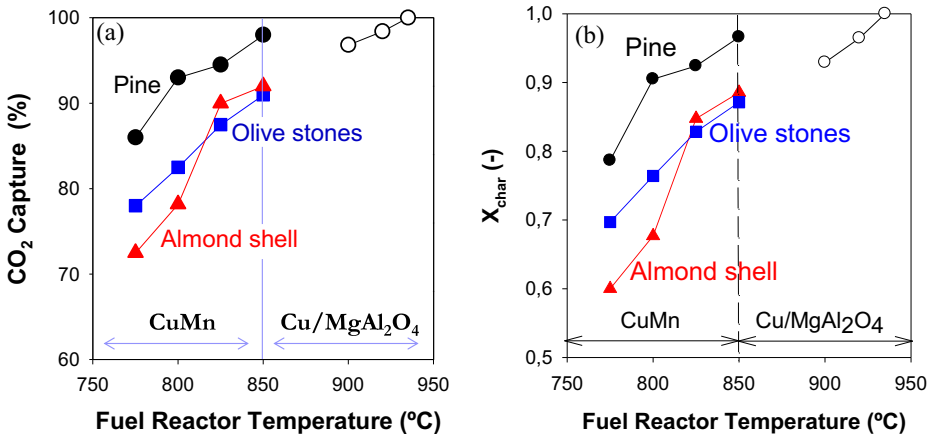 (a)
Pine
Olive stones
Almond shell
CuMn
Cu/MgAl₂O₄
CO₂ Capture (%)
100
90
80
70
60
750
800
850
900
950
Fuel Reactor Temperature (ºC)
(b)
Pine
Olive stones
Almond shell
CuMn
Cu/MgAl₂O₄
X_char (-)
1,0
0,9
0,8
0,7
0,6
0,5
750
800
850
900
950
Fuel Reactor Temperature (ºC)